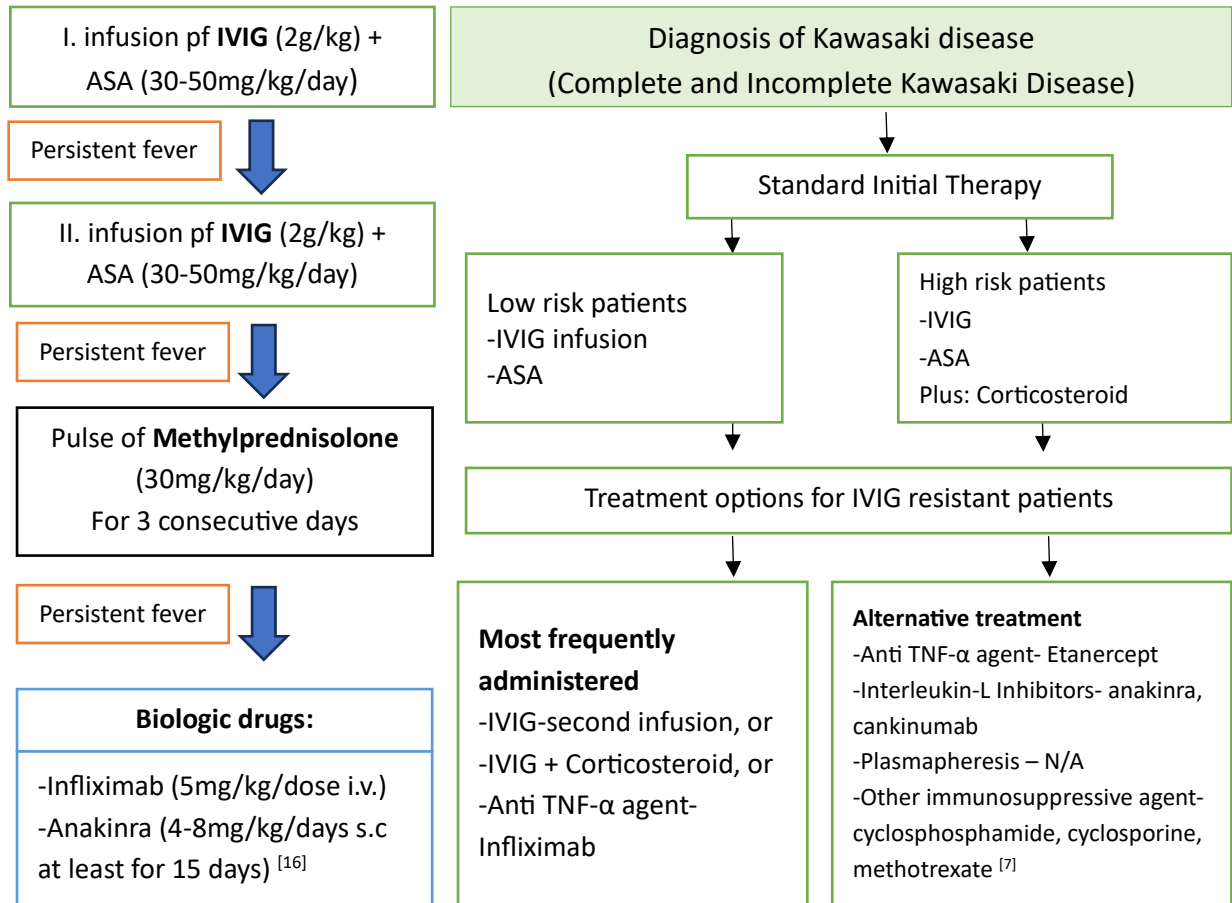 I. infusion pf IVIG (2g/kg) +
ASA (30-50mg/kg/day)
Persistent fever
II. infusion pf IVIG (2g/kg) +
ASA (30-50mg/kg/day)
Persistent fever
Pulse of Methylprednisolone
(30mg/kg/day)
For 3 consecutive days
Persistent fever
Biologic drugs:
-Infliximab (5mg/kg/dose i.v.)
-Anakinra (4-8mg/kg/days s.c
at least for 15 days) [16]
Diagnosis of Kawasaki disease
(Complete and Incomplete Kawasaki Disease)
Standard Initial Therapy
Low risk patients
-IVIG infusion
-ASA
High risk patients
-IVIG
-ASA
Plus: Corticosteroid
Treatment options for IVIG resistant patients
Most frequently
administered
-IVIG-second infusion, or
-IVIG + Corticosteroid, or
-Anti TNF-α agent-
Infliximab
Alternative treatment
-Anti TNF-α agent- Etanercept
-Interleukin-L Inhibitors- anakinra,
cankinumab
-Plasmapheresis – N/A
-Other immunosuppressive agent-
cyclosphosphamide, cyclosporine,
methotrexate [7]